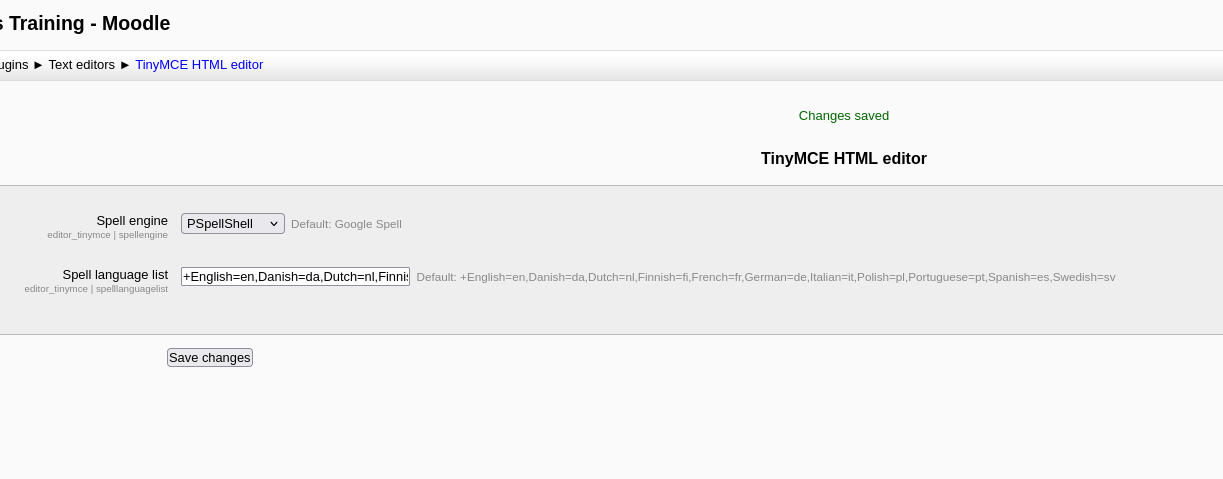 s Training - Moodle
ugins ► Text editors ► TinyMCE HTML editor
Changes saved
TinyMCE HTML editor
Spell engine
PSpellShell
Default: Google Spell
editor_tinymce | spellengine
Spell language list
+English=en,Danish=da,Dutch=nl,Finnis
Default: +English=en,Danish=da,Dutch=nl,Finnish=fi,French=fr,German=de,Italian=it,Polish=pl,Portuguese=pt,Spanish=es,Swedish=sv
editor_tinymce | spelllanguagelist
Save changes